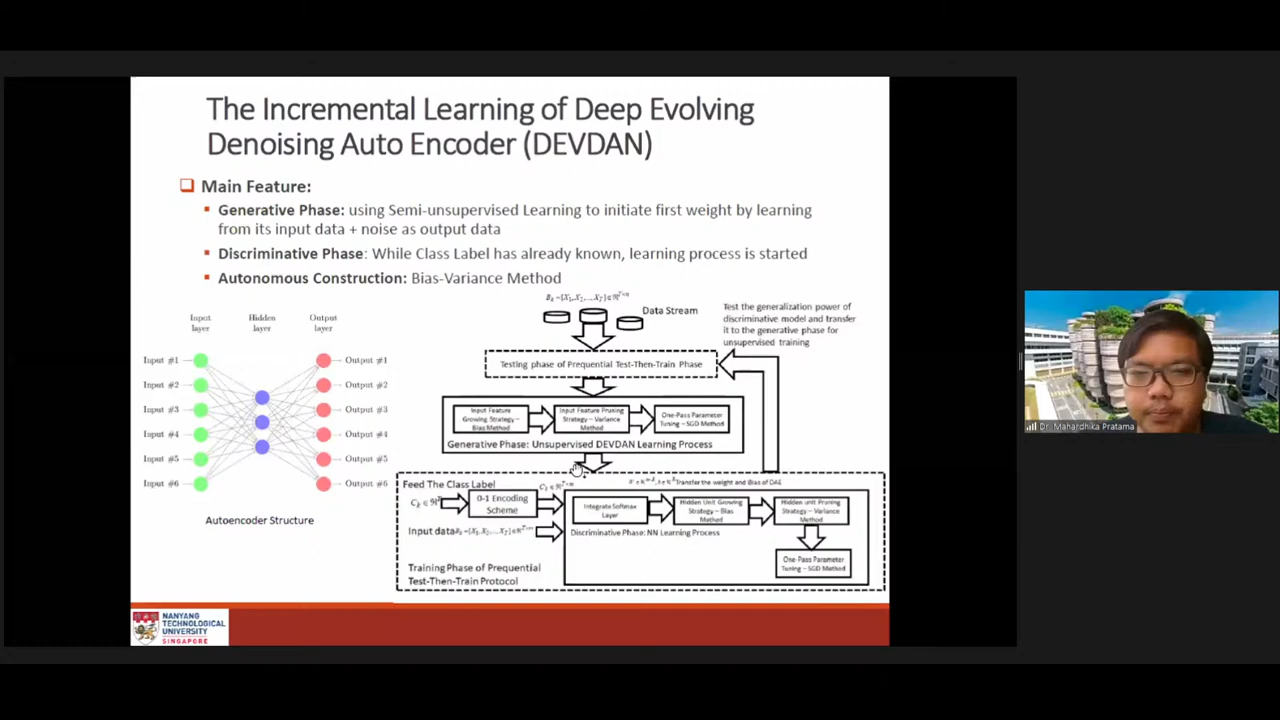 The Incremental Learning of Deep Evolving
Denoising Auto Encoder (DEVDAN)
Main Feature:
Generative Phase: using Semi-unsupervised Learning to initiate first weight by learning
from its input data + noise as output data
Discriminative Phase: While Class Label has already known, learning process is started
Autonomous Construction: Bias-Variance Method
Input
layer
Hidden
layer
Output
layer
Input #1
Input #2
Input #3
Input #4
Input #5
Input #6
Output #1
Output #2
Output #3
Output #4
Output #5
Output #6
Autoencoder Structure
Data Stream
Test the generalization power of
discriminative model and transfer
it to the generative phase for
unsupervised training
Testing phase of Prequential Test-Then-Train Phase
Input Feature
Growing Strategy –
Bias Method
Input Feature Pruning
Strategy – Variance
Method
One-Pass Parameter
Tuning – SGD Method
Generative Phase: Unsupervised DEVDAN Learning Process
Feed The Class Label
0-1 Encoding
Scheme
Input data
Training Phase of Prequential
Test-Then-Train Protocol
Transfer the weight and Bias of DAE
Integrate Softmax
Layer
Hidden Unit Growing
Strategy – Bias
Method
Hidden unit Pruning
Strategy – Variance
Method
Discriminative Phase: NN Learning Process
One-Pass Parameter
Tuning – SGD Method
NANYANG
TECHNOLOGICAL
UNIVERSITY
SINGAPORE
Dr. Mahardhika Pratama